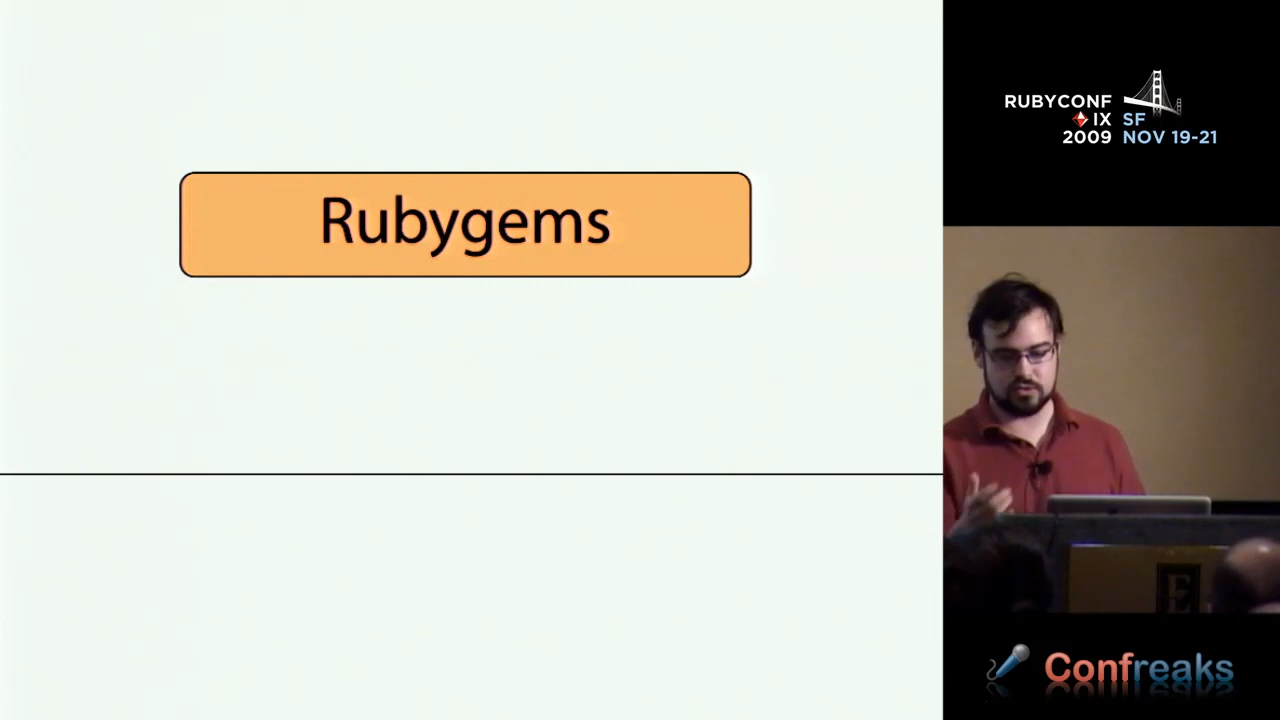 Rubygems
RUBYCONF
IX SF
2009 NOV 19-21
E
Confreaks